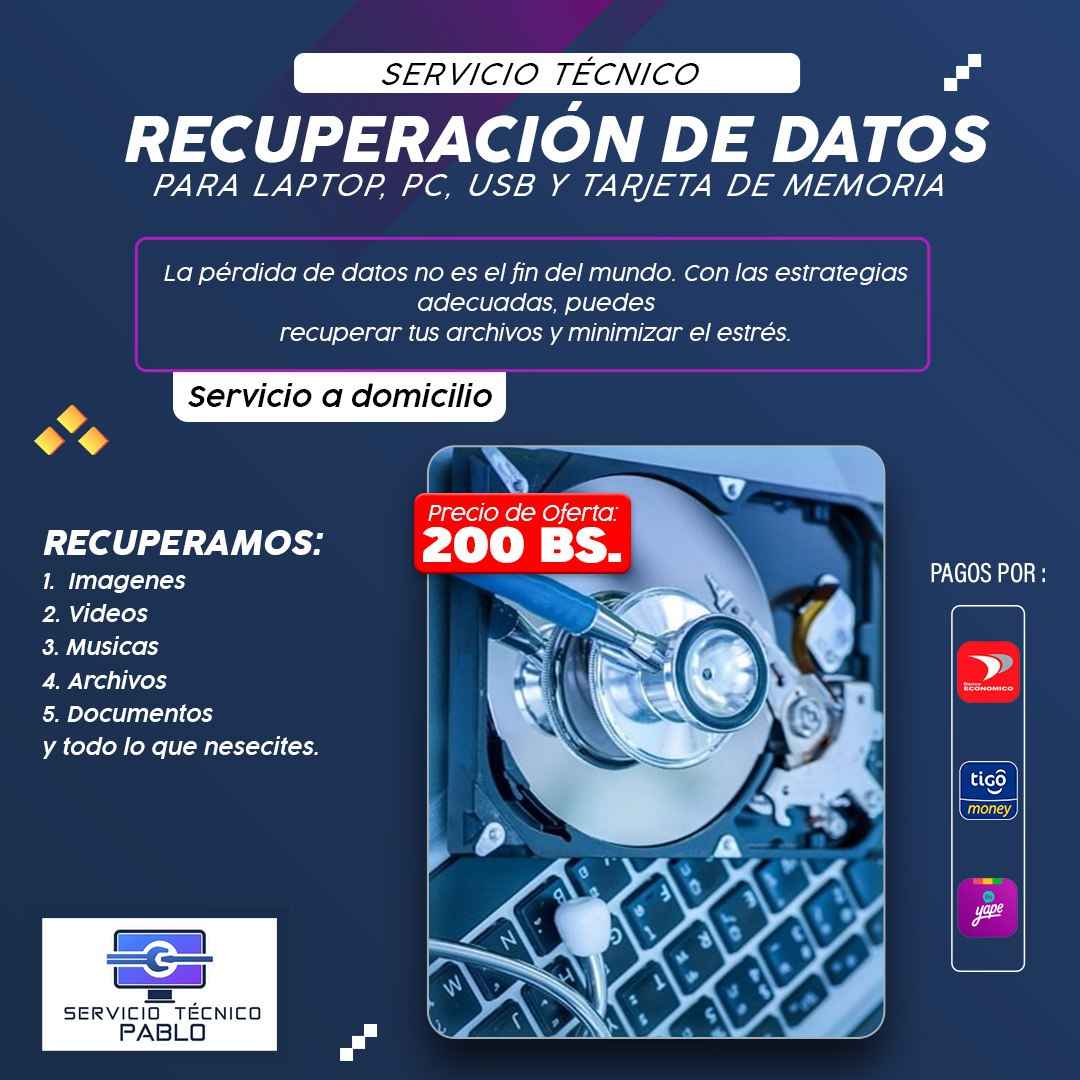 SERVICIO TÉCNICO
RECUPERACIÓN DE DATOS
PARA LAPTOP, PC, USB Y TARJETA DE MEMORIA
La pérdida de datos no es el fin del mundo. Con las estrategias
adecuadas, puedes
recuperar tus archivos y minimizar el estrés.
Servicio a domicilio
Precio de Oferta:
200 BS.
RECUPERAMOS:
1. Imagenes
2. Videos
3. Musicas
4. Archivos
5. Documentos
y todo lo que nesecites.
PAGOS POR :
Banco
ECONOMICO
tigo
money
yape
SERVICIO TÉCNICO
PABLO